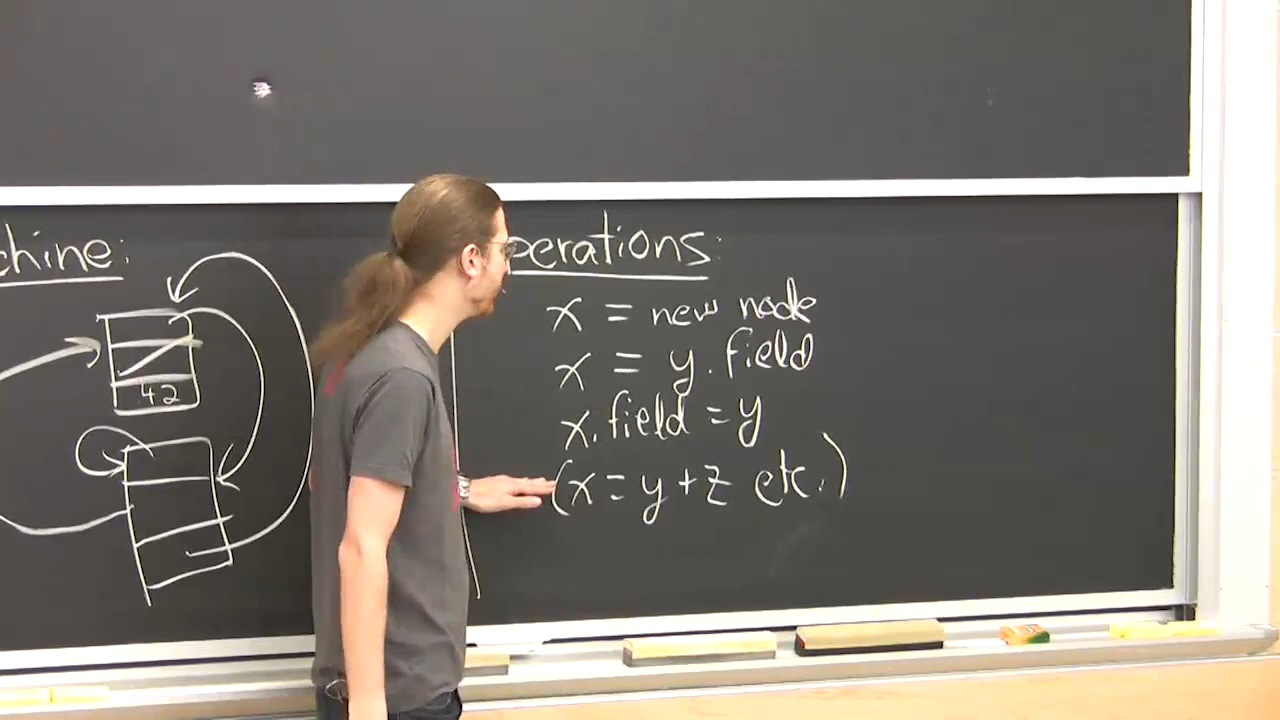 chine:
42
perations:
x = new node
x = y.field
x.field = y
(x = y + z etc.)